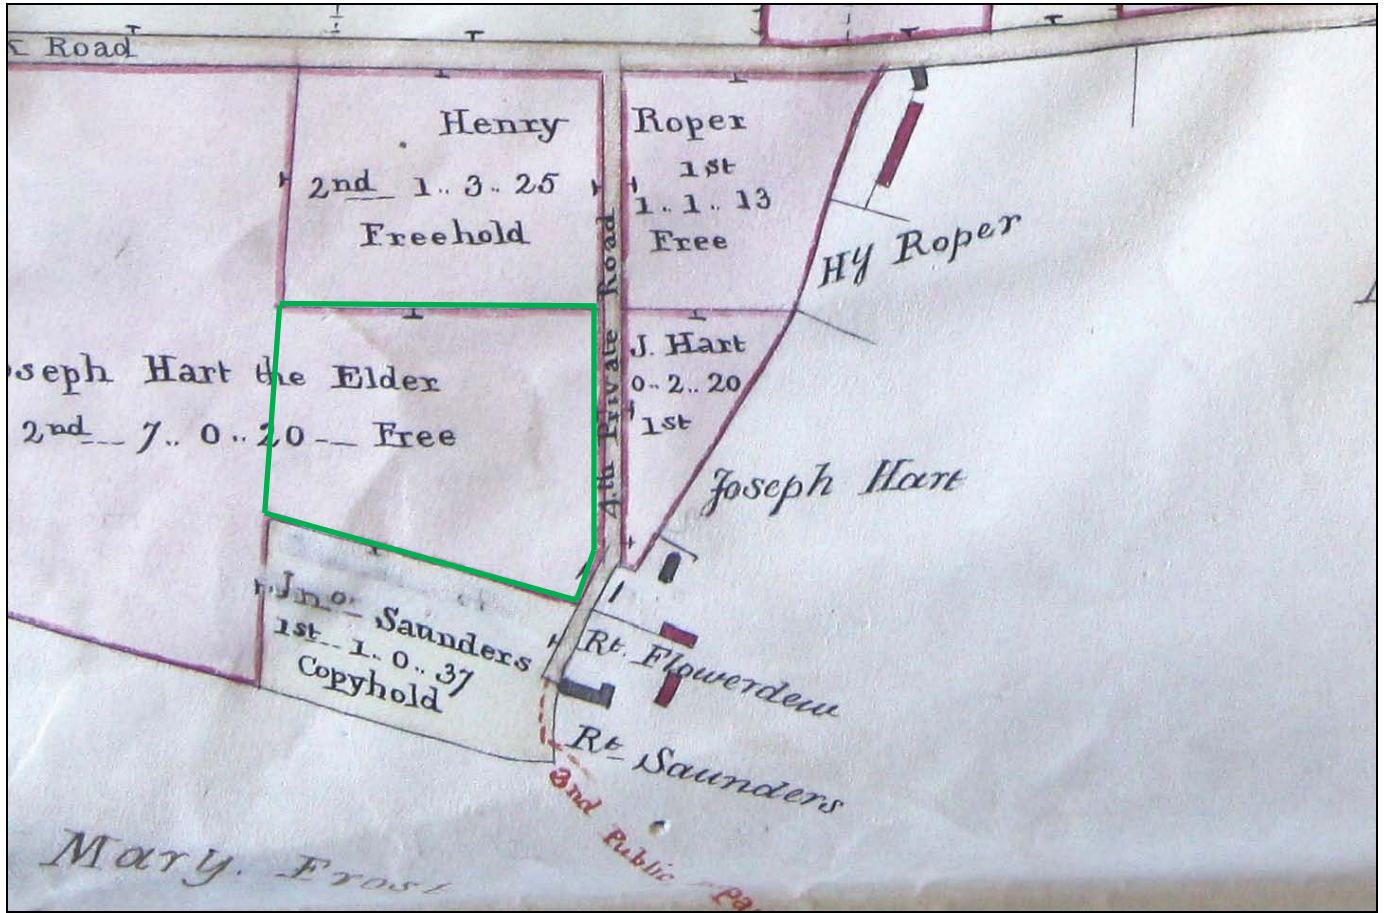 Road
Henry
2nd 1..3..25
Freehold
Roper
1st
1..1..13
Free
Hy Roper
4th Private Road
seph Hart the Elder
2nd 7..0..20 Free
J. Hart
0..2..20
1st
Joseph Hart
Jno. Saunders
1st 1..0..37
Copyhold
Rt. Flowerdew
Rt Saunders
2nd Public
Mary. Frost